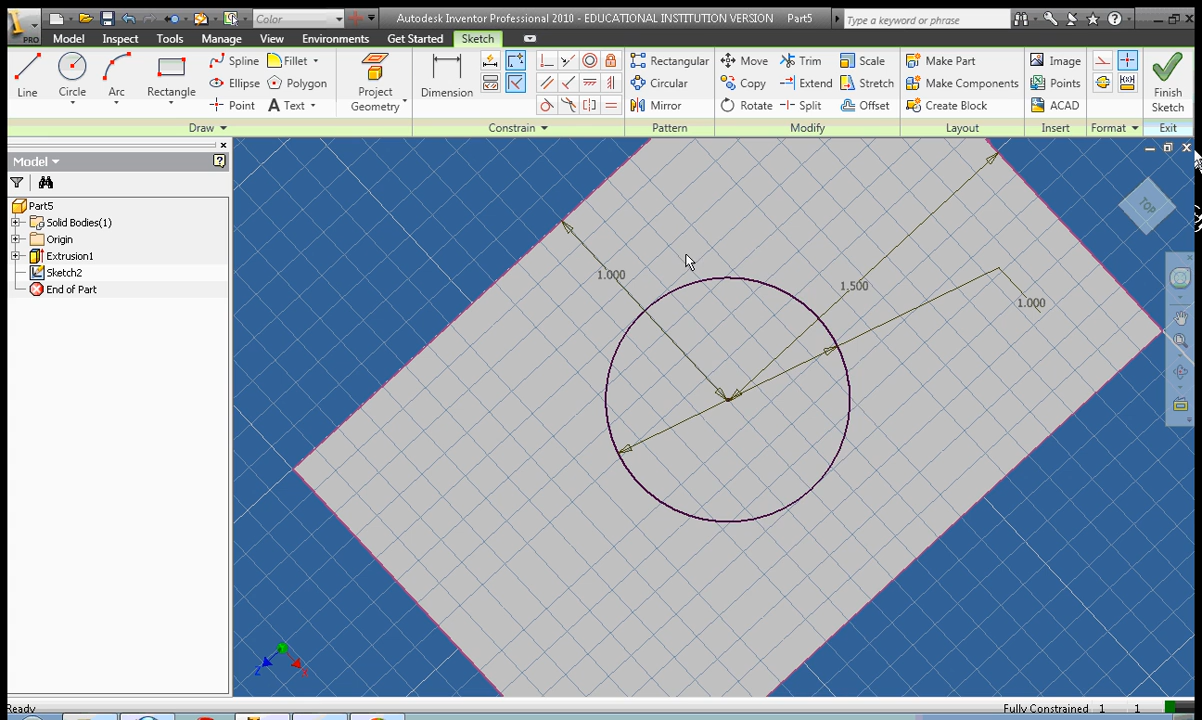 Color
Autodesk Inventor Professional 2010 - EDUCATIONAL INSTITUTION VERSION Part5
Type a keyword or phrase
PRO
Model Inspect Tools Manage View Environments Get Started Sketch
Line
Circle
Arc
Rectangle
Spline
Fillet
Ellipse
Polygon
Point
Text
Project Geometry
Dimension
Rectangular
Circular
Mirror
Move
Trim
Scale
Copy
Extend
Stretch
Rotate
Split
Offset
Make Part
Make Components
Create Block
Image
Points
ACAD
Finish Sketch
Draw
Constrain
Pattern
Modify
Layout
Insert
Format
Exit
Model
Part5
Solid Bodies(1)
Origin
Extrusion1
Sketch2
End of Part
TOP
1.000
1.500
1.000
Z
Ready
Fully Constrained 1 1